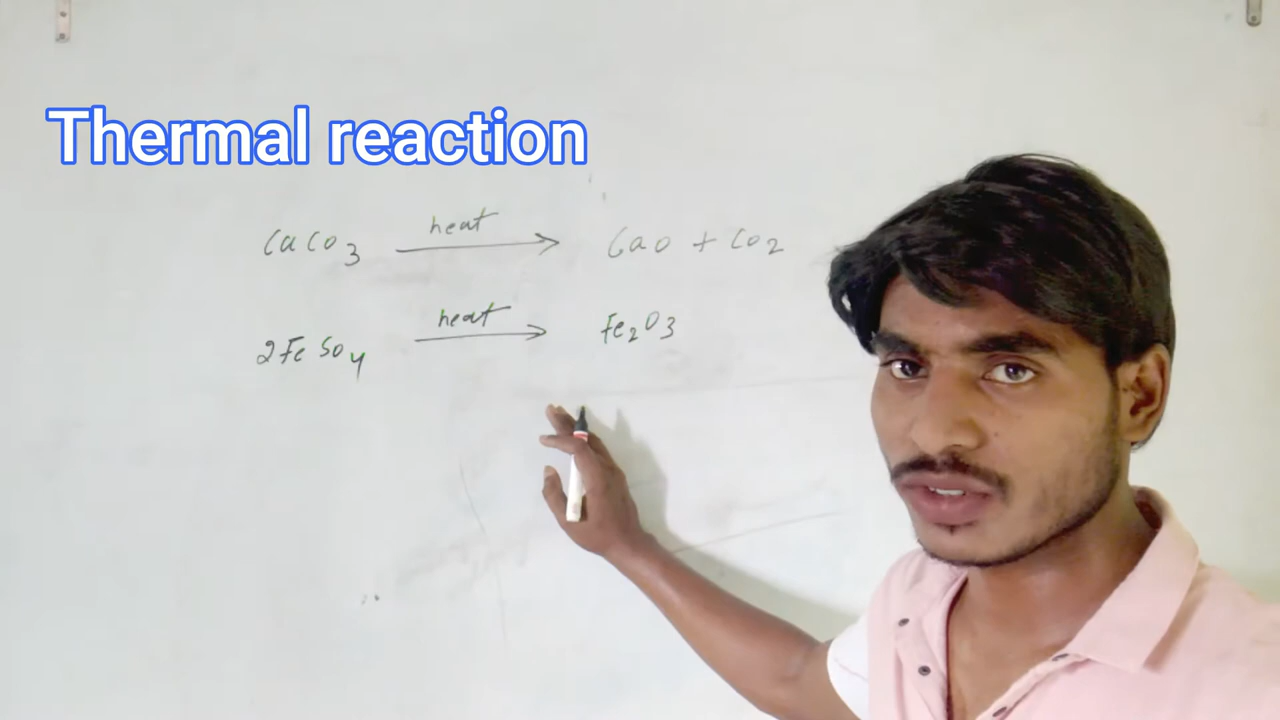 Thermal reaction
CaCo3 heat → Cao + Co2
2FeSo4 heat → Fe2O3